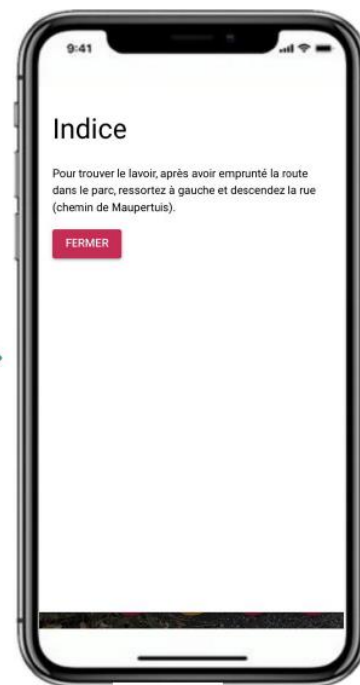 9:41
Indice
Pour trouver le lavoir, après avoir emprunté la route
dans le parc, ressortez à gauche et descendez la rue
(chemin de Maupertuis).
FERMER